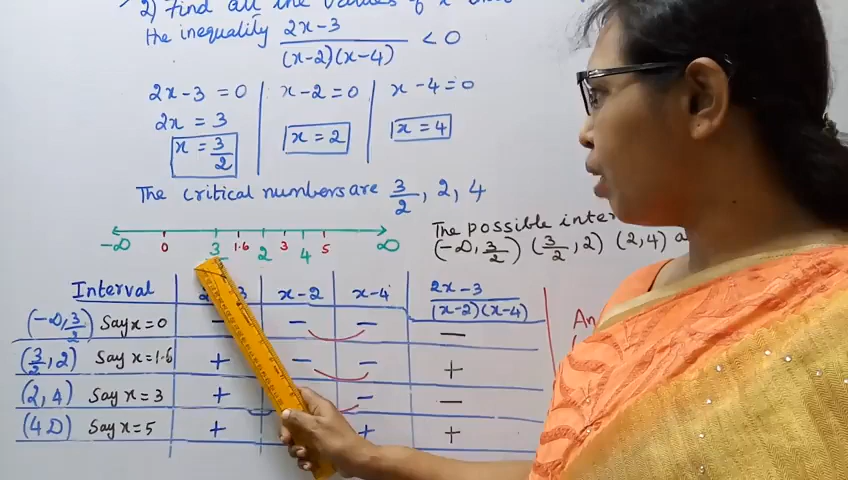 2) Find all the values of x
the inequality (2x-3)/((x-2)(x-4)) < 0
2x-3 = 0 | x-2=0 | x-4=0
2x = 3
x = 3/2 | x = 2 | x = 4
The critical numbers are 3/2, 2, 4
-∞ 0 3 1.6 2 3 4 5 ∞
The possible inte
(-∞, 3/2) (3/2, 2) (2,4) a
Interval | 3 | x-2 | x-4 | (2x-3)/((x-2)(x-4))
(-∞, 3/2) Say x=0 | - | - | - | -
(3/2, 2) Say x=1.6 | + | - | - | +
(2, 4) Say x=3 | + | - | -
(4 ∞) Say x=5 | + | + | +
An